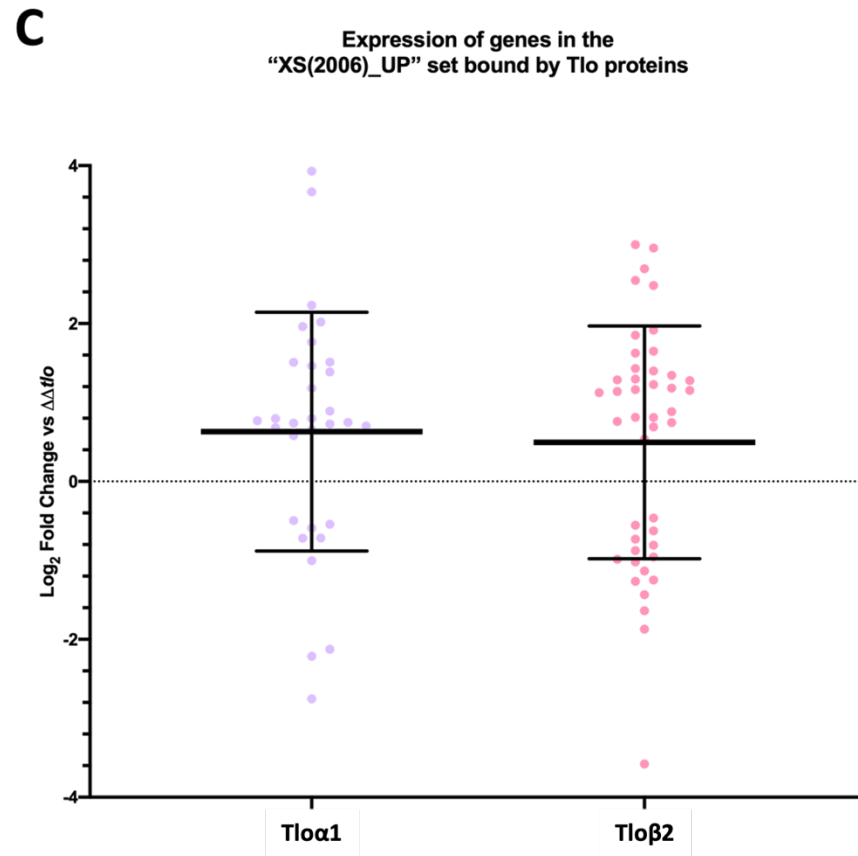 C
Expression of genes in the
“XS(2006)_UP” set bound by Tlo proteins
Log₂ Fold Change vs ΔΔtlo
4
2
0
-2
-4
Tloα1
Tloβ2